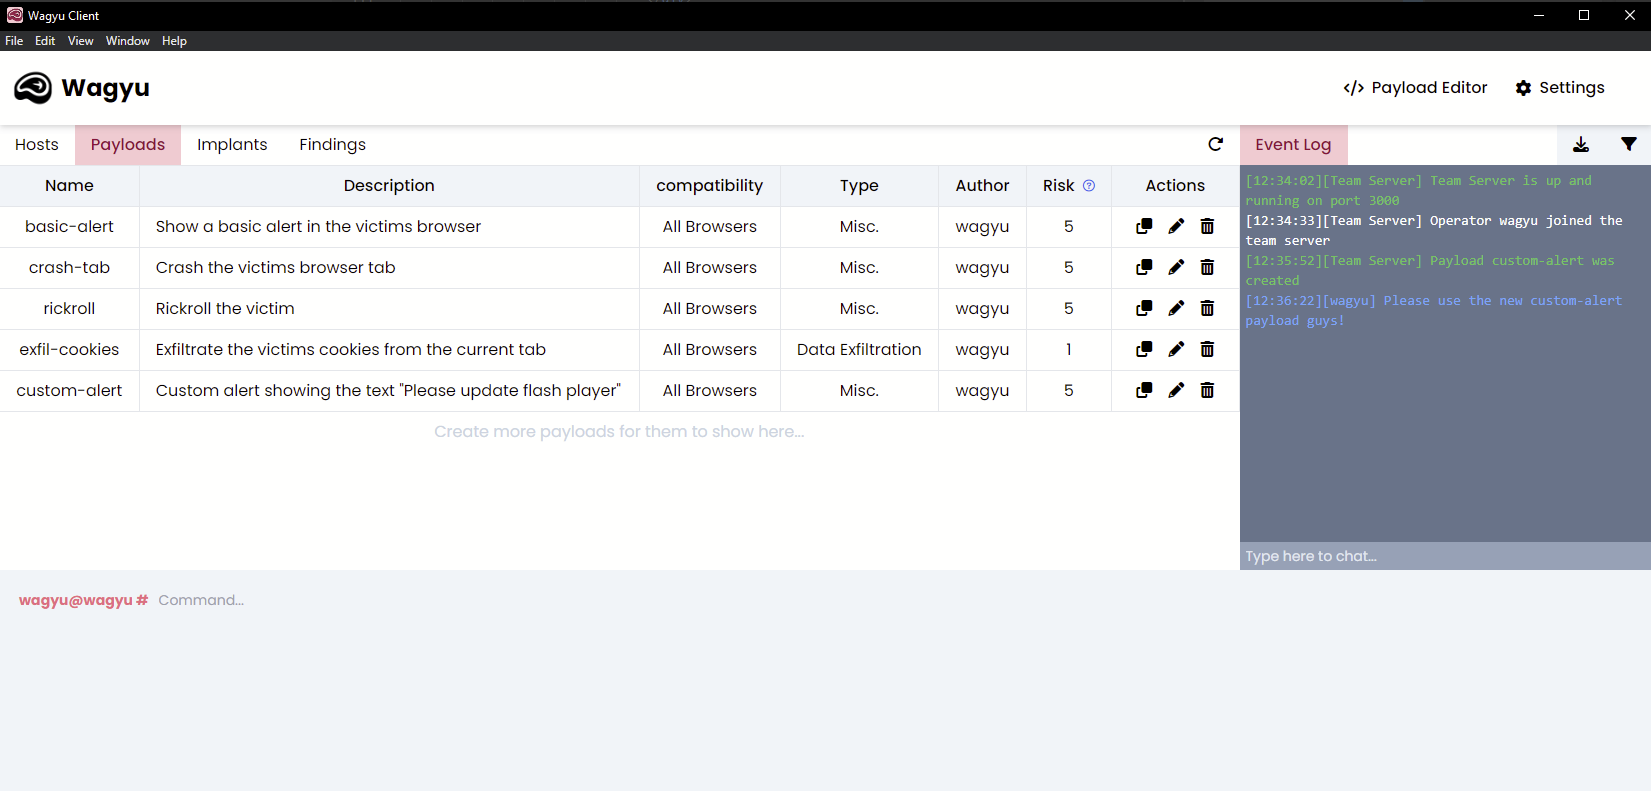 Wagyu Client
File Edit View Window Help
Wagyu
</> Payload Editor Settings
Hosts Payloads Implants Findings
Name Description compatibility Type Author Risk Actions
basic-alert Show a basic alert in the victims browser All Browsers Misc. wagyu 5
crash-tab Crash the victims browser tab All Browsers Misc. wagyu 5
rickroll Rickroll the victim All Browsers Misc. wagyu 5
exfil-cookies Exfiltrate the victims cookies from the current tab All Browsers Data Exfiltration wagyu 1
custom-alert Custom alert showing the text "Please update flash player" All Browsers Misc. wagyu 5
Create more payloads for them to show here...
Event Log
[12:34:02][Team Server] Team Server is up and
running on port 3000
[12:34:33][Team Server] Operator wagyu joined the
team server
[12:35:52][Team Server] Payload custom-alert was
created
[12:36:22][wagyu] Please use the new custom-alert
payload guys!
Type here to chat...
wagyu@wagyu # Command...